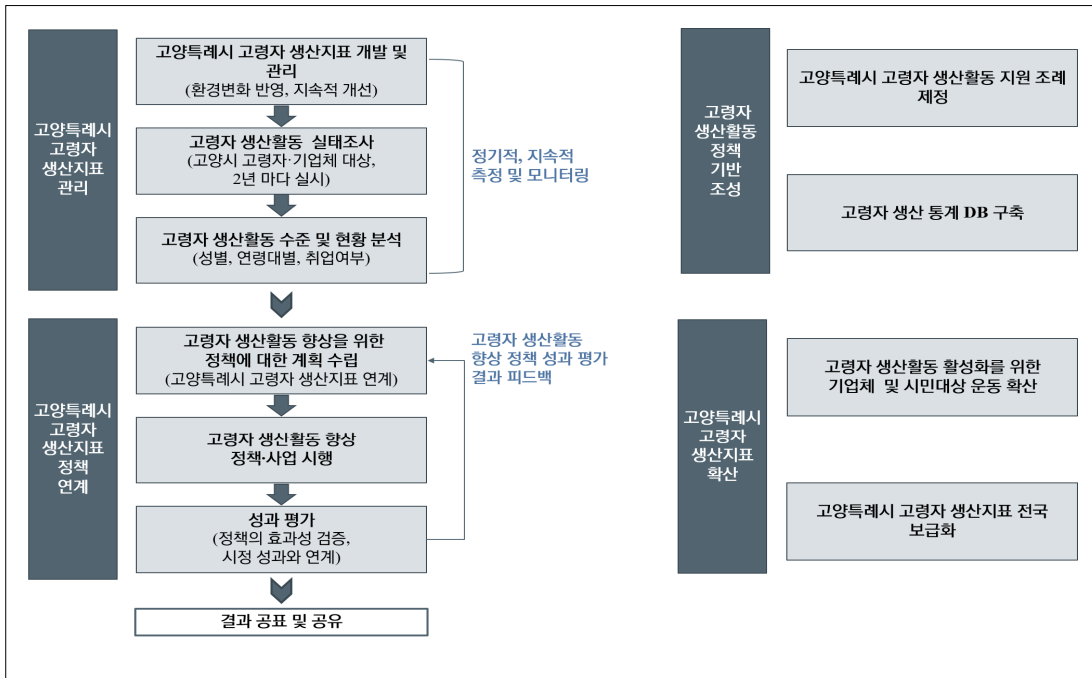 고양특례시
고령자
생산지표
관리
고양특례시 고령자 생산지표 개발 및
관리
(환경변화 반영, 지속적 개선)
고령자 생산활동  실태조사
(고양시 고령자·기업체 대상,
2년 마다 실시)
고령자 생산활동 수준 및 현황 분석
(성별, 연령대별, 취업여부)
정기적, 지속적
측정 및 모니터링
고양특례시
고령자
생산지표
정책
연계
고령자 생산활동 향상을 위한
정책에 대한 계획 수립
(고양특례시 고령자 생산지표 연계)
고령자 생신활동 향상
정책·사업 시행
성과 평가
(정책의 효과성 검증,
시정 성과와 연계)
고령자 생산활동
향상 정책 성과 평가
결과 피드백
결과 공표 및 공유
고령자
생산활동
정책
기반
조성
고양특례시 고령자 생산활동 지원 조례
제정
고령자 생산 통계 DB 구축
고양특례시
고령자
생산지표
확산
고령자 생산활동 활성화를 위한
기업체  및 시민대상 운동 확산
고양특례시 고령자 생산지표 전국
보급화